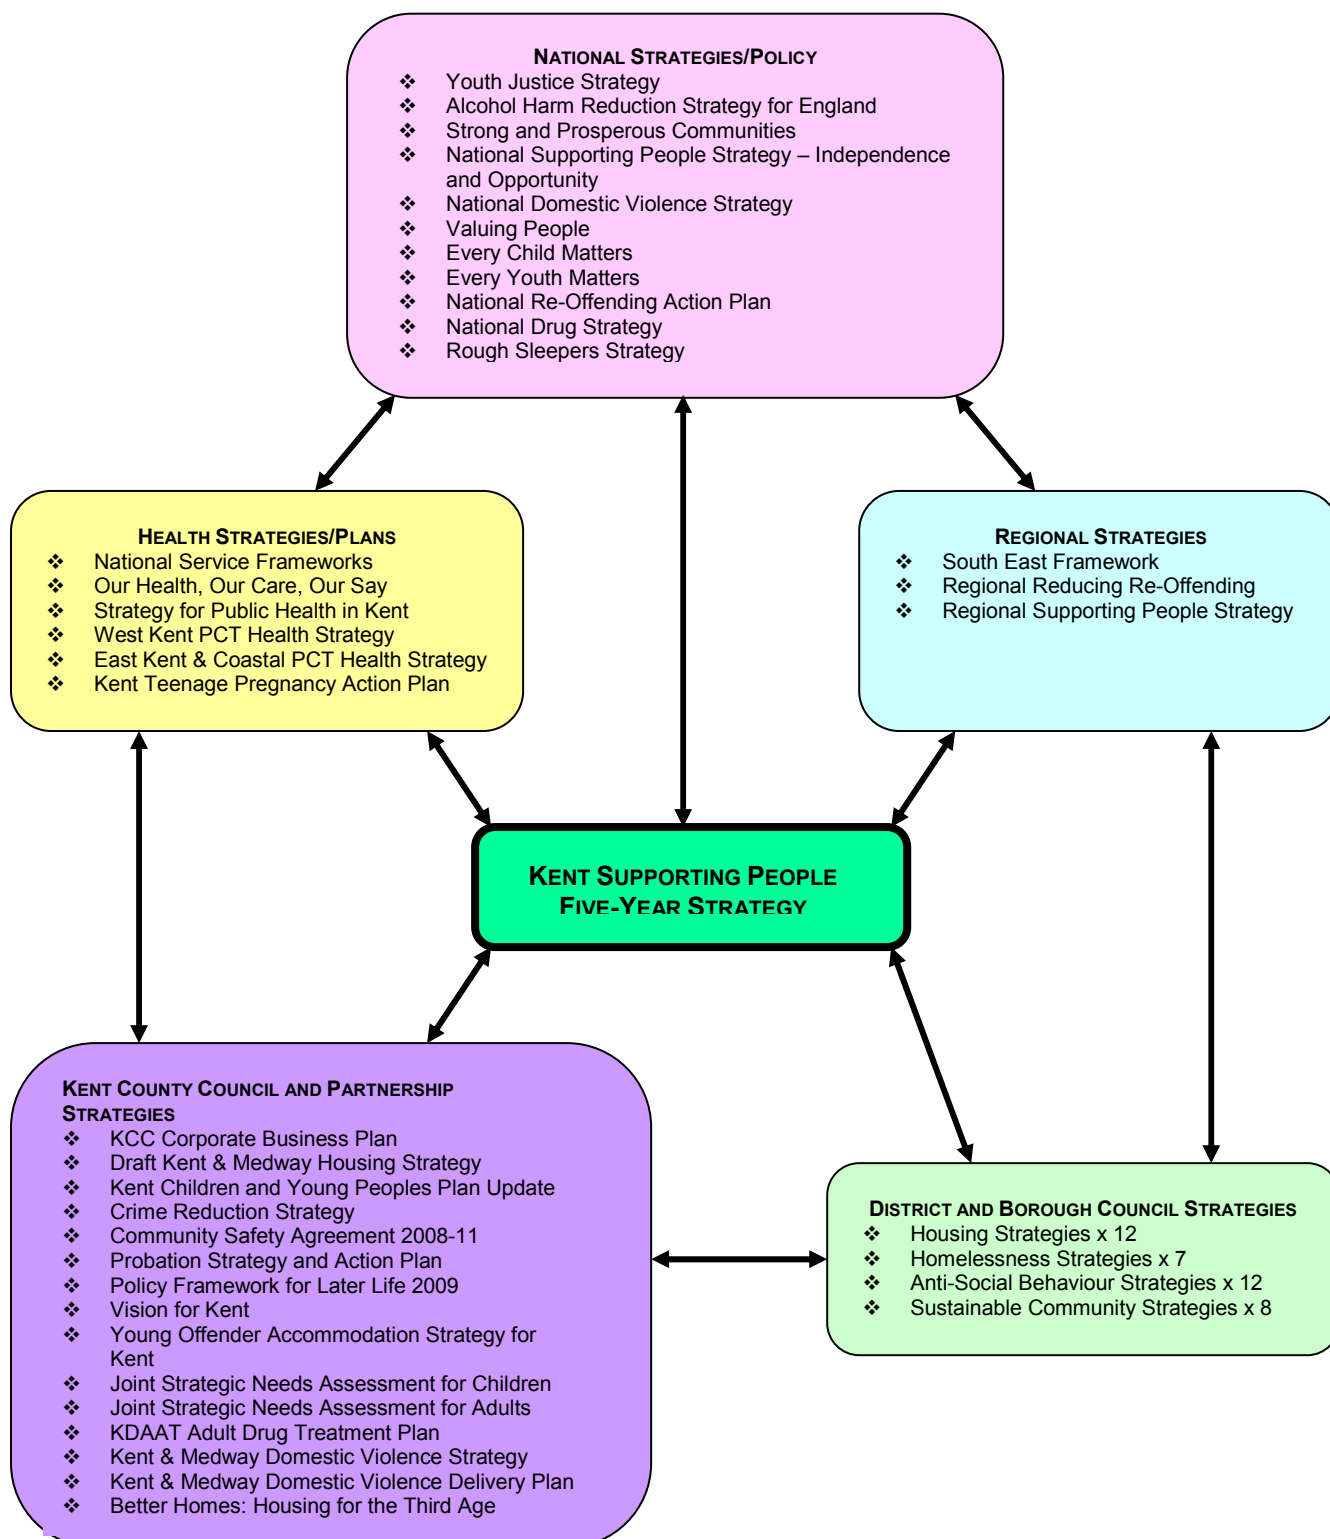 NATIONAL STRATEGIES/POLICY
❖ Youth Justice Strategy
❖ Alcohol Harm Reduction Strategy for England
❖ Strong and Prosperous Communities
❖ National Supporting People Strategy – Independence
and Opportunity
❖ National Domestic Violence Strategy
❖ Valuing People
❖ Every Child Matters
❖ Every Youth Matters
❖ National Re-Offending Action Plan
❖ National Drug Strategy
❖ Rough Sleepers Strategy
HEALTH STRATEGIES/PLANS
❖ National Service Frameworks
❖ Our Health, Our Care, Our Say
❖ Strategy for Public Health in Kent
❖ West Kent PCT Health Strategy
❖ East Kent & Coastal PCT Health Strategy
❖ Kent Teenage Pregnancy Action Plan
REGIONAL STRATEGIES
❖ South East Framework
❖ Regional Reducing Re-Offending
❖ Regional Supporting People Strategy
KENT SUPPORTING PEOPLE
FIVE-YEAR STRATEGY
KENT COUNTY COUNCIL AND PARTNERSHIP
STRATEGIES
❖ KCC Corporate Business Plan
❖ Draft Kent & Medway Housing Strategy
❖ Kent Children and Young Peoples Plan Update
❖ Crime Reduction Strategy
❖ Community Safety Agreement 2008-11
❖ Probation Strategy and Action Plan
❖ Policy Framework for Later Life 2009
❖ Vision for Kent
❖ Young Offender Accommodation Strategy for
Kent
❖ Joint Strategic Needs Assessment for Children
❖ Joint Strategic Needs Assessment for Adults
❖ KDAAT Adult Drug Treatment Plan
❖ Kent & Medway Domestic Violence Strategy
❖ Kent & Medway Domestic Violence Delivery Plan
❖ Better Homes: Housing for the Third Age
DISTRICT AND BOROUGH COUNCIL STRATEGIES
❖ Housing Strategies x 12
❖ Homelessness Strategies x 7
❖ Anti-Social Behaviour Strategies x 12
❖ Sustainable Community Strategies x 8